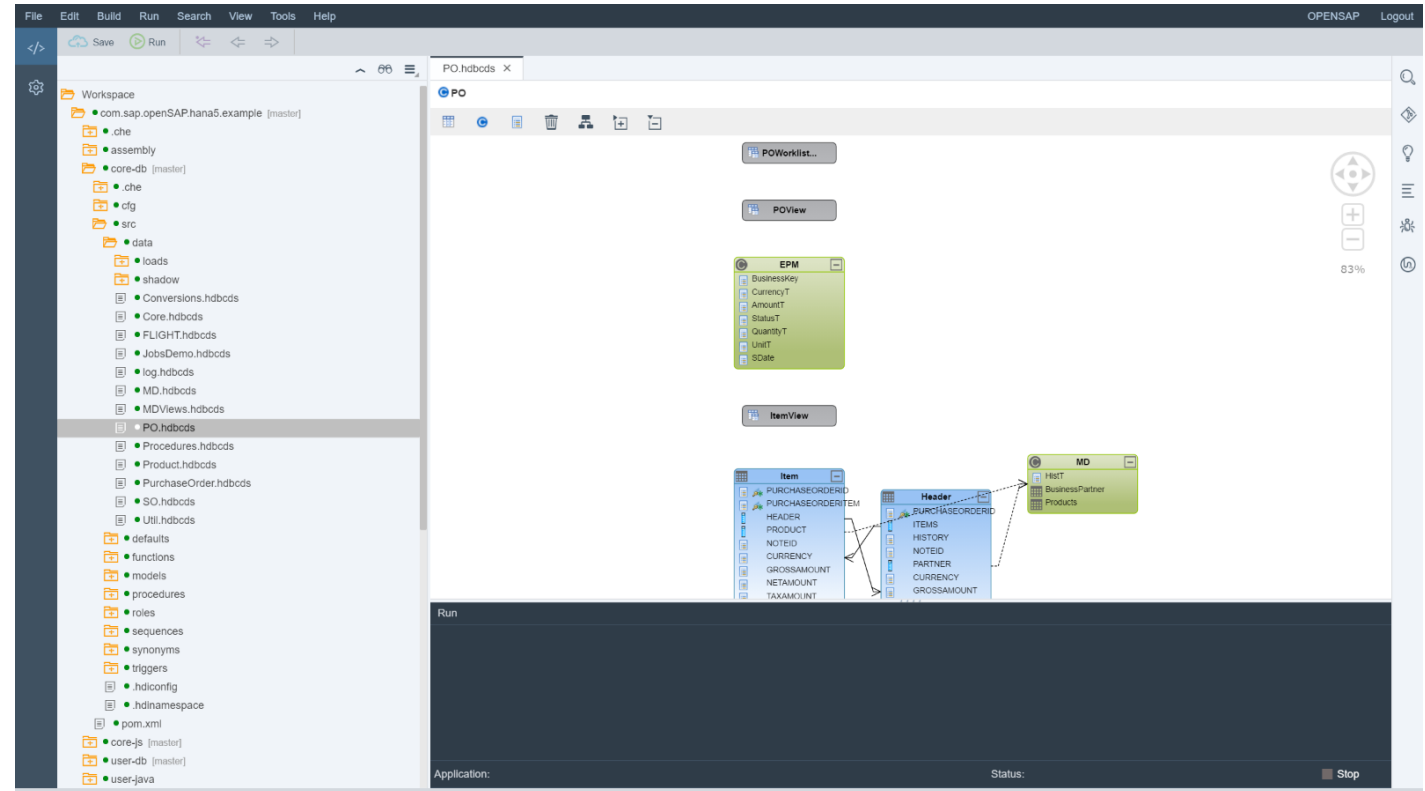 File Edit Build Run Search View Tools Help OPENSAP Logout
</> Save Run
PO.hdbcds ×
Workspace
com.sap.openSAP.hana5.example [master]
.che
assembly
core-db [master]
.che
cfg
src
data
loads
shadow
Conversions.hdbcds
Core.hdbcds
FLIGHT.hdbcds
JobsDemo.hdbcds
log.hdbcds
MD.hdbcds
MDViews.hdbcds
PO.hdbcds
Procedures.hdbcds
Product.hdbcds
PurchaseOrder.hdbcds
SO.hdbcds
Util.hdbcds
defaults
functions
models
procedures
roles
sequences
synonyms
triggers
.hdiconfig
.hdinamespace
pom.xml
core-js [master]
user-db [master]
user-java
PO
POWorklist...
POView
EPM
BusinessKey
CurrencyT
AmountT
StatusT
QuantityT
UnitT
SDate
ItemView
Item
PURCHASEORDERID
PURCHASEORDERITEM
HEADER
PRODUCT
NOTEID
CURRENCY
GROSSAMOUNT
NETAMOUNT
TAXAMOUNT
Header
PURCHASEORDERID
ITEMS
HISTORY
NOTEID
PARTNER
CURRENCY
GROSSAMOUNT
MD
HistT
BusinessPartner
Products
83%
Run
Application: Status: Stop